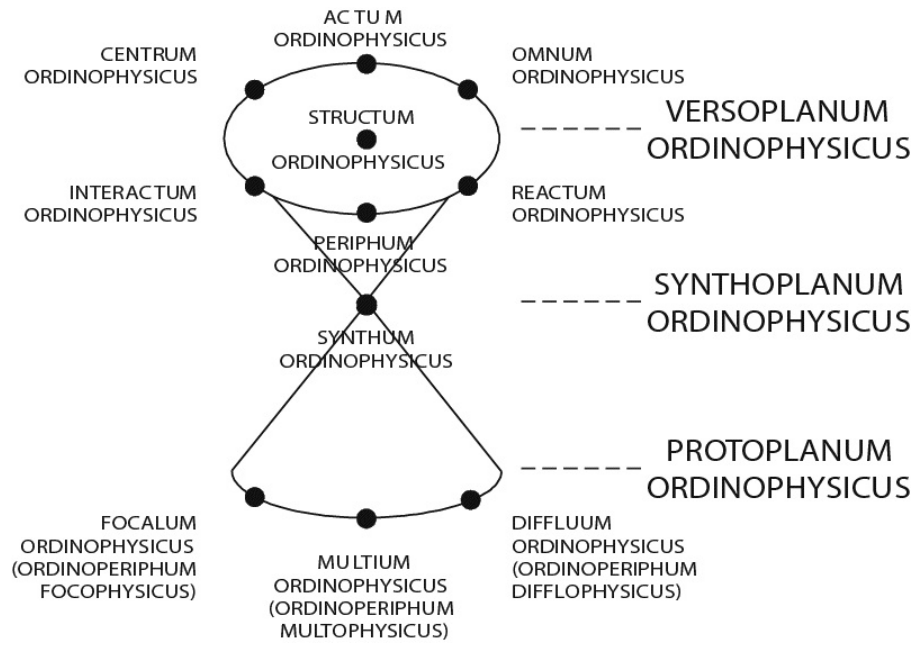 ACTUM
ORDINOPHYSICUS
CENTRUM
ORDINOPHYSICUS
OMNUM
ORDINOPHYSICUS
STRUCTUM
ORDINOPHYSICUS
VERSOPLANUM
ORDINOPHYSICUS
INTERACTUM
ORDINOPHYSICUS
REACTUM
ORDINOPHYSICUS
PERIPHUM
ORDINOPHYSICUS
SYNTHOPLANUM
ORDINOPHYSICUS
SYNTHUM
ORDINOPHYSICUS
PROTOPLANUM
ORDINOPHYSICUS
FOCALUM
ORDINOPHYSICUS
(ORDINOPERIPHUM
FOCOPHYSICUS)
MULTIUM
ORDINOPHYSICUS
(ORDINOPERIPHUM
MULTOPHYSICUS)
DIFFLUUM
ORDINOPHYSICUS
(ORDINOPERIPHUM
DIFFLOPHYSICUS)